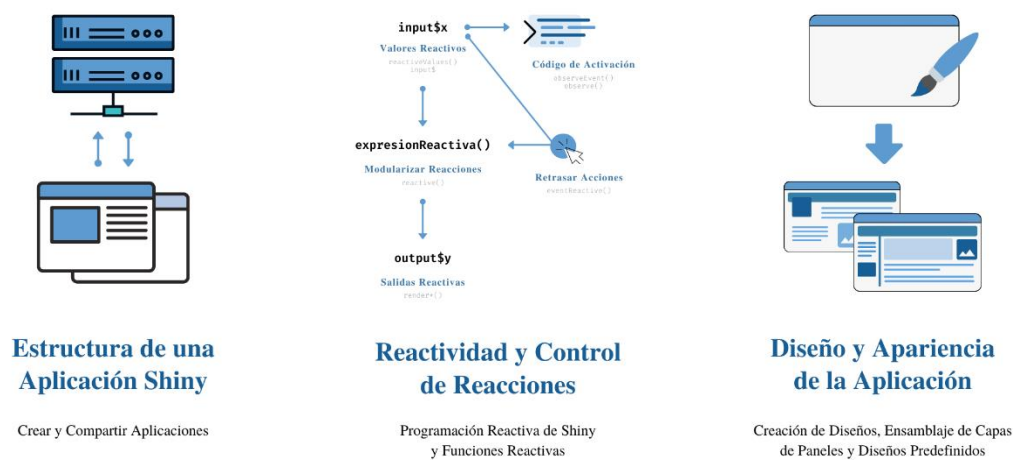 input$x
Valores Reactivos
reactiveValues()
input$
Código de Activación
observeEvent()
observe()
expresionReactiva()
Modularizar Reacciones
reactive()
Retrasar Acciones
eventReactive()
output$y
Salidas Reactivas
render*()
Estructura de una
Aplicación Shiny
Crear y Compartir Aplicaciones
Reactividad y Control
de Reacciones
Programación Reactiva de Shiny
y Funciones Reactivas
Diseño y Apariencia
de la Aplicación
Creación de Diseños, Ensamblaje de Capas
de Paneles y Diseños Predefinidos